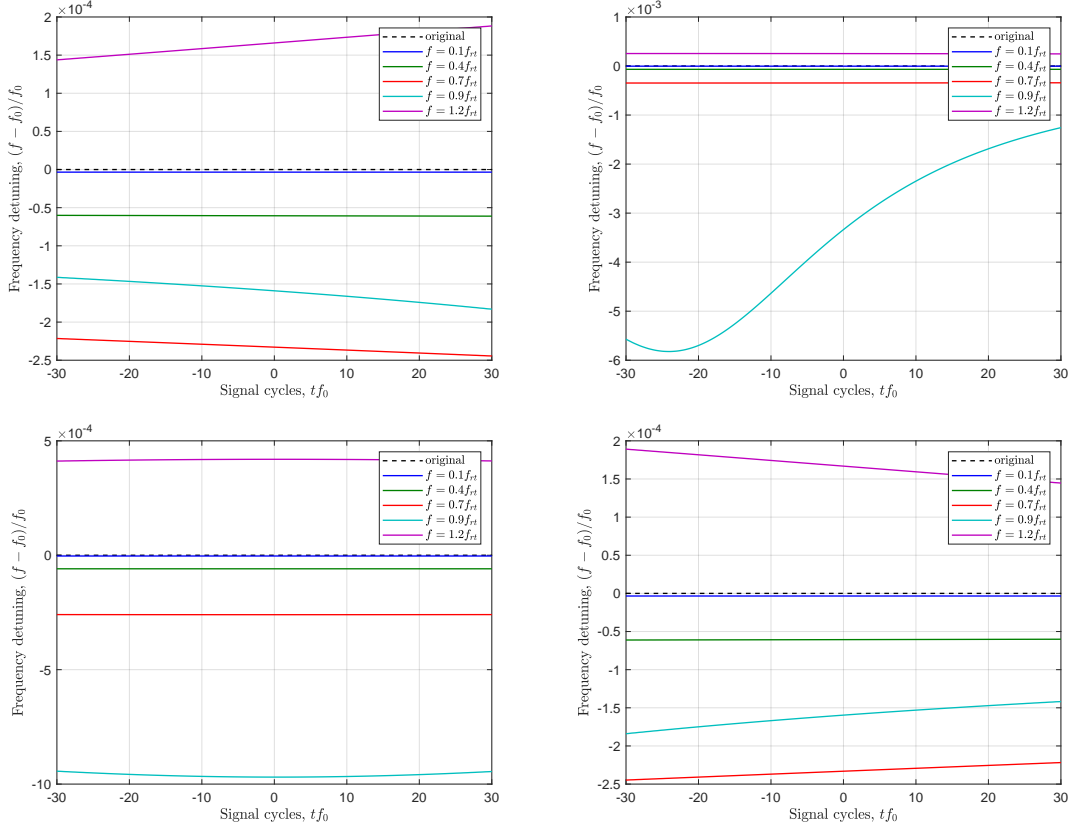 ×10⁻⁴
2
1.5
1
0.5
0
-0.5
-1
-1.5
-2
-2.5
-30 -20 -10 0 10 20 30
Signal cycles, tf₀
Frequency detuning, (f − f₀)/f₀
original
f = 0.1f_rt
f = 0.4f_rt
f = 0.7f_rt
f = 0.9f_rt
f = 1.2f_rt
×10⁻³
1
0
-1
-2
-3
-4
-5
-6
-30 -20 -10 0 10 20 30
Signal cycles, tf₀
Frequency detuning, (f − f₀)/f₀
original
f = 0.1f_rt
f = 0.4f_rt
f = 0.7f_rt
f = 0.9f_rt
f = 1.2f_rt
×10⁻⁴
5
0
-5
-10
-30 -20 -10 0 10 20 30
Signal cycles, tf₀
Frequency detuning, (f − f₀)/f₀
original
f = 0.1f_rt
f = 0.4f_rt
f = 0.7f_rt
f = 0.9f_rt
f = 1.2f_rt
×10⁻⁴
2
1.5
1
0.5
0
-0.5
-1
-1.5
-2
-2.5
-30 -20 -10 0 10 20 30
Signal cycles, tf₀
Frequency detuning, (f − f₀)/f₀
original
f = 0.1f_rt
f = 0.4f_rt
f = 0.7f_rt
f = 0.9f_rt
f = 1.2f_rt